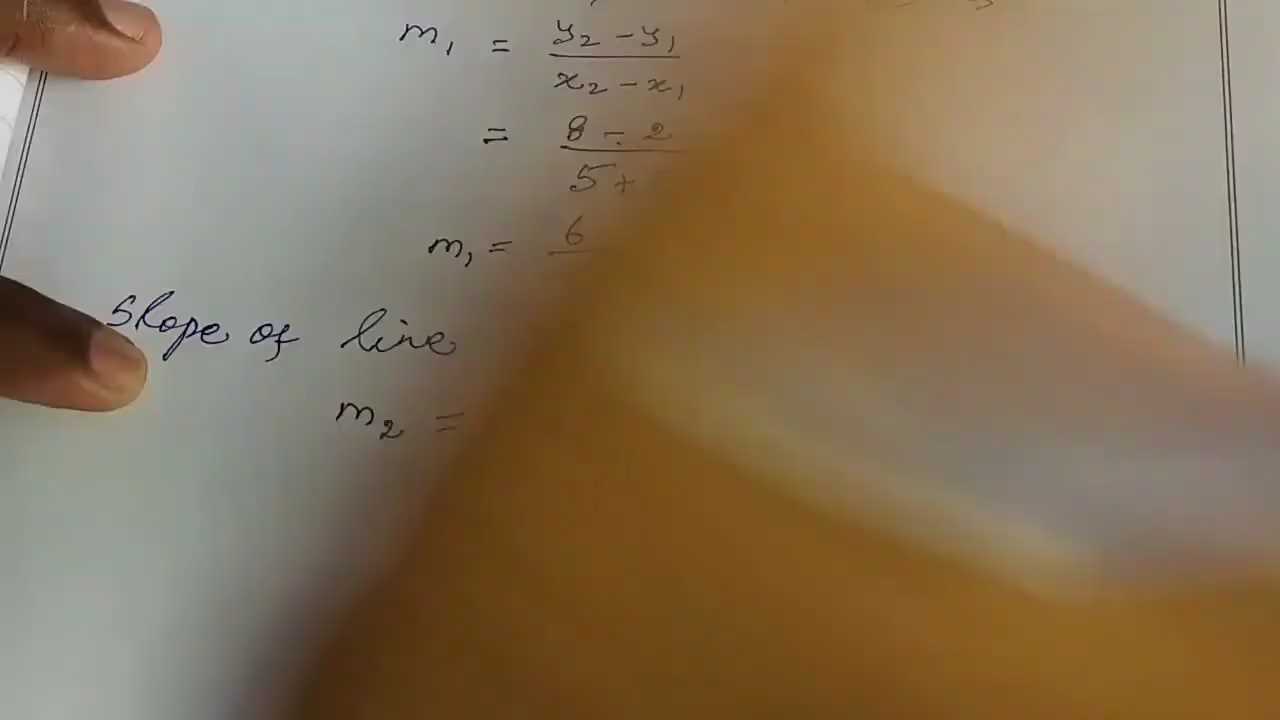 m₁ = y₂ - y₁ / x₂ - x₁
= 8 - 2 / 5 +
m₁ = 6
Slope of line
m₂ =